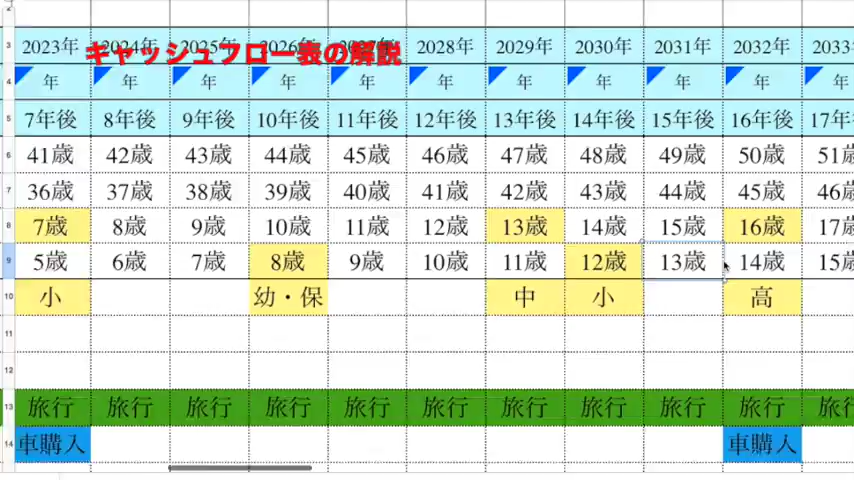 キャッシュフロー表の解説
3 2023年 2024年 2025年 2026年 2028年 2029年 2030年 2031年 2032年 2033
4 年 年 年 年 年 年 年 年 年 年
5 7年後 8年後 9年後 10年後 11年後 12年後 13年後 14年後 15年後 16年後 17年
6 41歳 42歳 43歳 44歳 45歳 46歳 47歳 48歳 49歳 50歳 51歳
7 36歳 37歳 38歳 39歳 40歳 41歳 42歳 43歳 44歳 45歳 46歳
8 7歳 8歳 9歳 10歳 11歳 12歳 13歳 14歳 15歳 16歳 17歳
9 5歳 6歳 7歳 8歳 9歳 10歳 11歳 12歳 13歳 14歳 15歳
10 小 幼・保 中 小 高
11
12
13 旅行 旅行 旅行 旅行 旅行 旅行 旅行 旅行 旅行 旅行 旅行
14 車購入 車購入